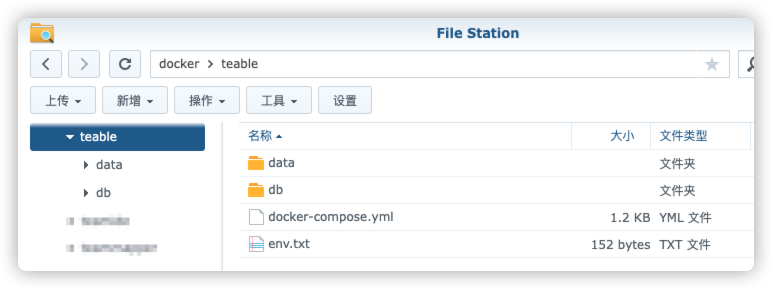 File Station
docker > teable
上传 新增 操作 工具 设置
teable
data
db
名称 大小 文件类型
data 文件夹
db 文件夹
docker-compose.yml 1.2 KB YML 文件
env.txt 152 bytes TXT 文件